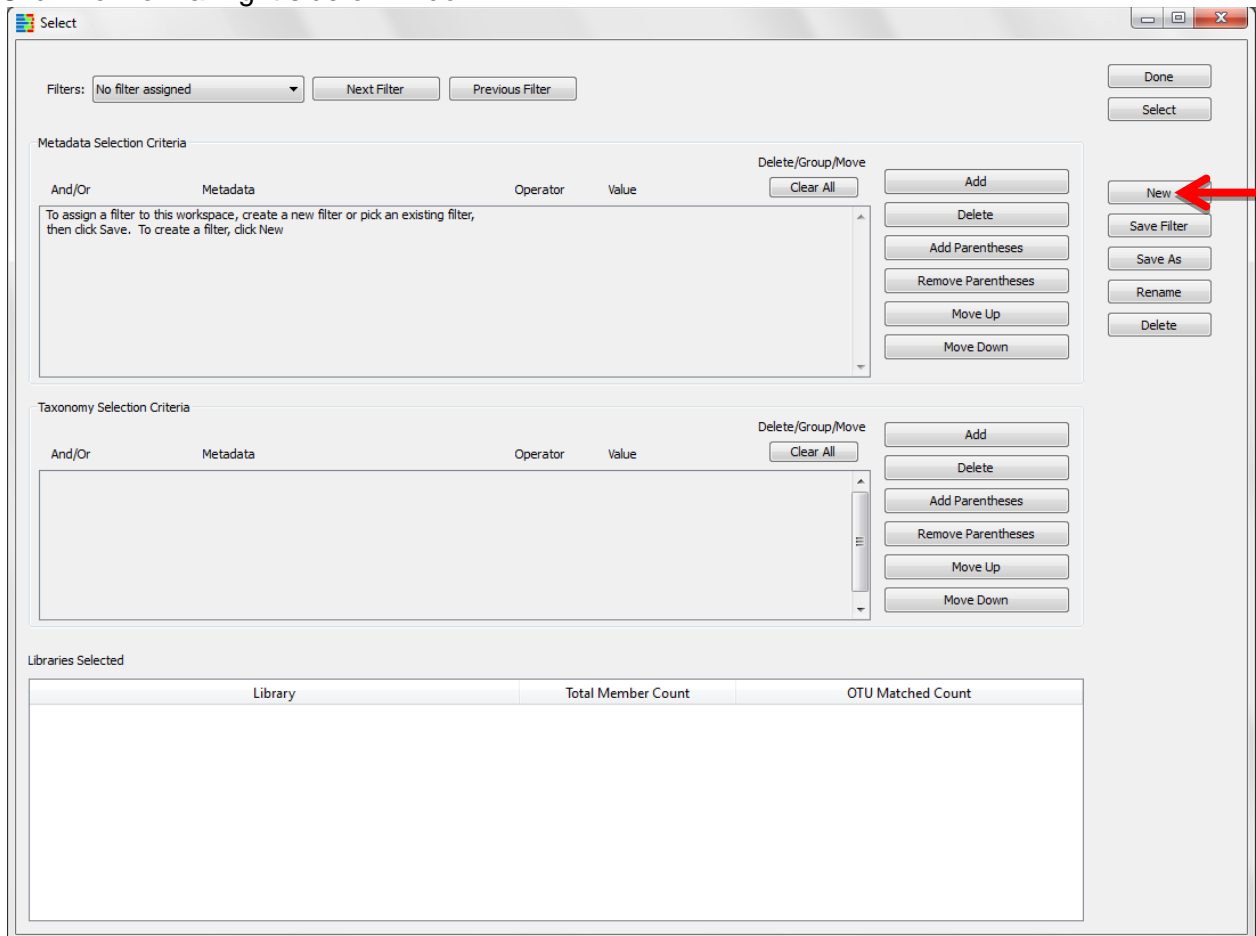 Select
Filters: No filter assigned Next Filter Previous Filter
Done
Select
Metadata Selection Criteria
Delete/Group/Move
And/Or Metadata Operator Value Clear All
To assign a filter to this workspace, create a new filter or pick an existing filter,
then click Save. To create a filter, click New
Add
Delete
Add Parentheses
Remove Parentheses
Move Up
Move Down
New
Save Filter
Save As
Rename
Delete
Taxonomy Selection Criteria
Delete/Group/Move
And/Or Metadata Operator Value Clear All
Add
Delete
Add Parentheses
Remove Parentheses
Move Up
Move Down
Libraries Selected
Library Total Member Count OTU Matched Count